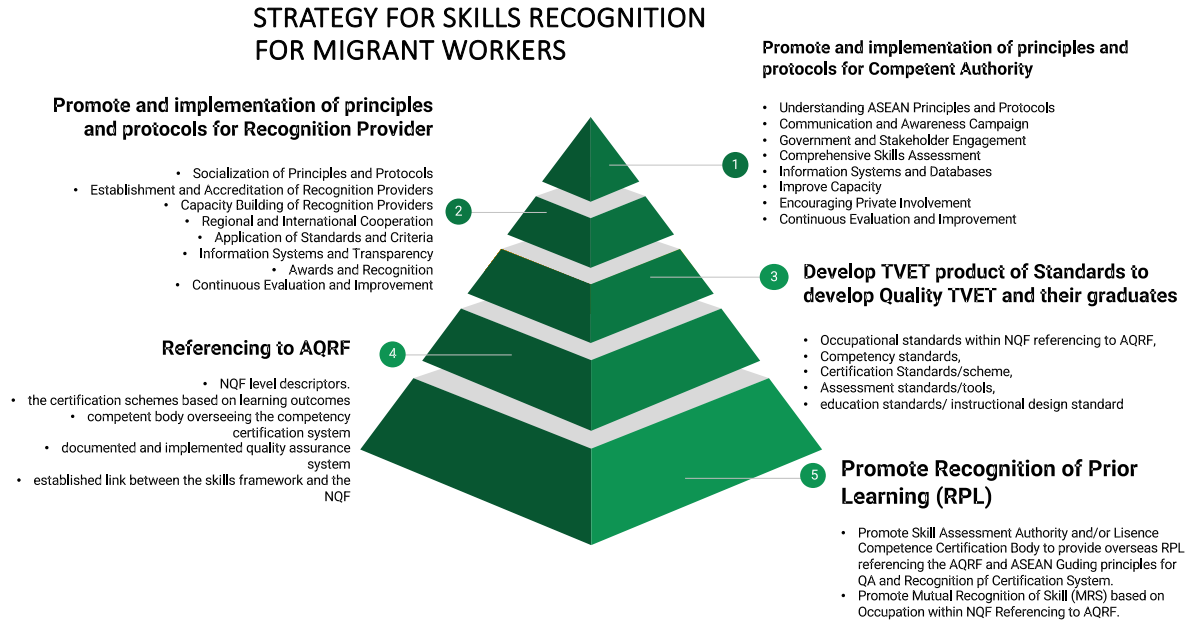 STRATEGY FOR SKILLS RECOGNITION
FOR MIGRANT WORKERS
Promote and implementation of principles and
protocols for Competent Authority
• Understanding ASEAN Principles and Protocols
• Communication and Awareness Campaign
• Government and Stakeholder Engagement
• Comprehensive Skills Assessment
• Information Systems and Databases
• Improve Capacity
• Encouraging Private Involvement
• Continuous Evaluation and Improvement
1
Promote and implementation of principles
and protocols for Recognition Provider
• Socialization of Principles and Protocols
• Establishment and Accreditation of Recognition Providers
• Capacity Building of Recognition Providers
• Regional and International Cooperation
• Application of Standards and Criteria
• Information Systems and Transparency
• Awards and Recognition
• Continuous Evaluation and Improvement
2
3
Develop TVET product of Standards to
develop Quality TVET and their graduates
• Occupational standards within NQF referencing to AQRF,
• Competency standards,
• Certification Standards/scheme,
• Assessment standards/tools,
• education standards/ instructional design standard
Referencing to AQRF
4
• NQF level descriptors.
• the certification schemes based on learning outcomes
• competent body overseeing the competency
certification system
• documented and implemented quality assurance
system
• established link between the skills framework and the
NQF
5
Promote Recognition of Prior
Learning (RPL)
• Promote Skill Assessment Authority and/or Lisence
Competence Certification Body to provide overseas RPL
referencing the AQRF and ASEAN Guding principles for
QA and Recognition pf Certification System.
• Promote Mutual Recognition of Skill (MRS) based on
Occupation within NQF Referencing to AQRF.